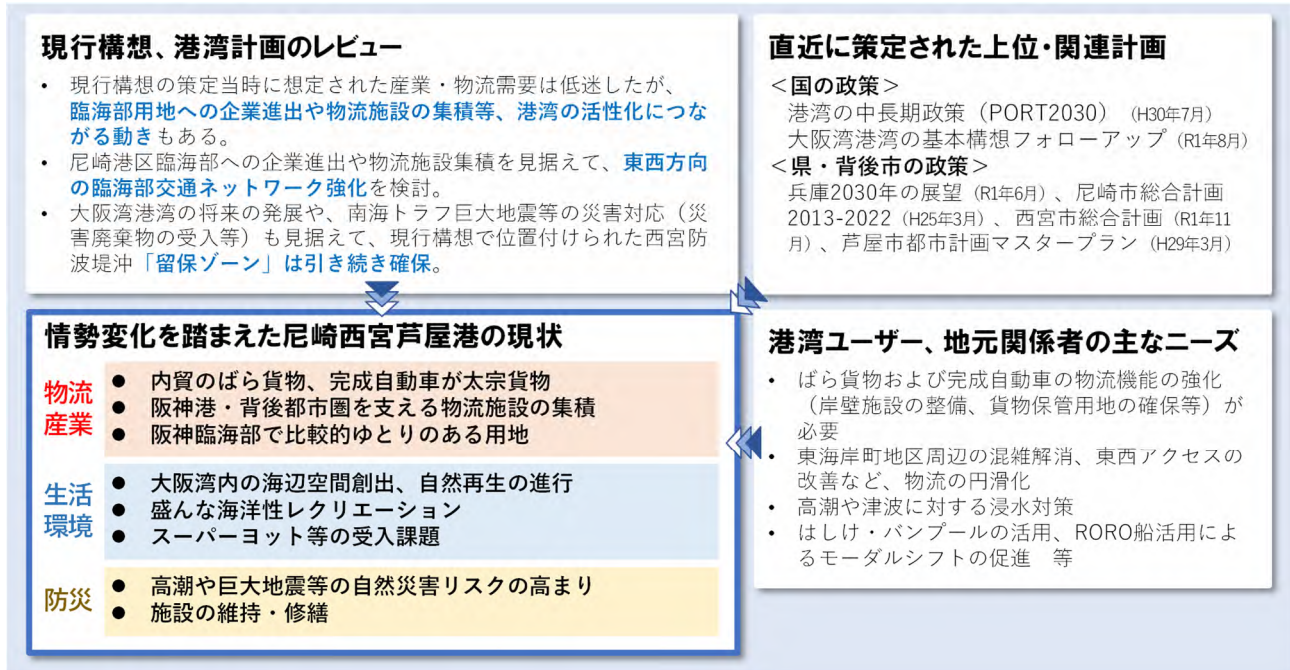 現行構想、港湾計画のレビュー
• 現行構想の策定当時に想定された産業・物流需要は低迷したが、
臨海部用地への企業進出や物流施設の集積等、港湾の活性化につな
がる動きもある。
• 尼崎港区臨海部への企業進出や物流施設集積を見据えて、東西方向
の臨海部交通ネットワーク強化を検討。
• 大阪湾港湾の将来の発展や、南海トラフ巨大地震等の災害対応（災
害廃棄物の受入等）も見据えて、現行構想で位置付けられた西宮防
波堤沖「留保ゾーン」は引き続き確保。
直近に策定された上位・関連計画
＜国の政策＞
港湾の中長期政策（PORT2030）（H30年7月）
大阪湾港湾の基本構想フォローアップ（R1年8月）
＜県・背後市の政策＞
兵庫2030年の展望（R1年6月）、尼崎市総合計画
2013-2022（H25年3月）、西宮市総合計画（R1年11
月）、芦屋市都市計画マスタープラン（H29年3月）
情勢変化を踏まえた尼崎西宮芦屋港の現状
物流
産業
● 内貿のばら貨物、完成自動車が太宗貨物
● 阪神港・背後都市圏を支える物流施設の集積
● 阪神臨海部で比較的ゆとりのある用地
生活
環境
● 大阪湾内の海辺空間創出、自然再生の進行
● 盛んな海洋性レクリエーション
● スーパーヨット等の受入課題
防災
● 高潮や巨大地震等の自然災害リスクの高まり
● 施設の維持・修繕
港湾ユーザー、地元関係者の主なニーズ
• ばら貨物および完成自動車の物流機能の強化
（岸壁施設の整備、貨物保管用地の確保等）が
必要
• 東海岸町地区周辺の混雑解消、東西アクセスの
改善など、物流の円滑化
• 高潮や津波に対する浸水対策
• はしけ・バンプールの活用、RORO船活用によ
るモーダルシフトの促進　等